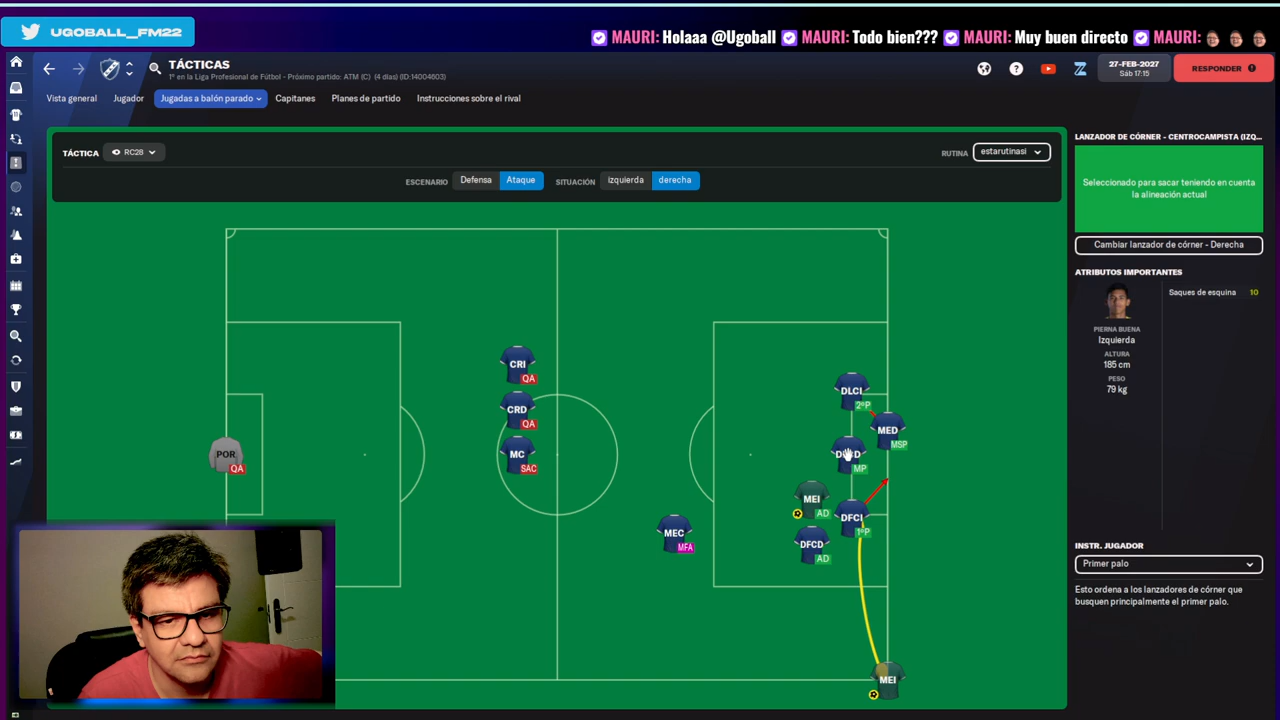 UGOBALL_FM22
MAURI: Holaaa @Ugoball MAURI: Todo bien??? MAURI: Muy buen directo MAURI:
TÁCTICAS
1º en la Liga Profesional de Fútbol - Próximo partido: ATM (C) (4 días) (ID:14004603)
27-FEB-2027
Sáb 17:15
RESPONDER
Vista general
Jugador
Jugadas a balón parado
Capitanes
Planes de partido
Instrucciones sobre el rival
TÁCTICA
RC28
RUTINA
estarutinasi
ESCENARIO
Defensa
Ataque
SITUACIÓN
izquierda
derecha
LANZADOR DE CÓRNER - CENTROCAMPISTA (IZQ...
Seleccionado para sacar teniendo en cuenta
la alineación actual
Cambiar lanzador de córner - Derecha
ATRIBUTOS IMPORTANTES
Saques de esquina 10
PIERNA BUENA
Izquierda
ALTURA
185 cm
PESO
79 kg
INSTR. JUGADOR
Primer palo
Esto ordena a los lanzadores de córner que
busquen principalmente el primer palo.
CRI
QA
CRD
QA
MC
SAC
POR
QA
DLCI
2ºP
MED
MSP
MP
MEI
AD
DFCI
1ºP
DFCD
AD
MEC
MFA
MEI